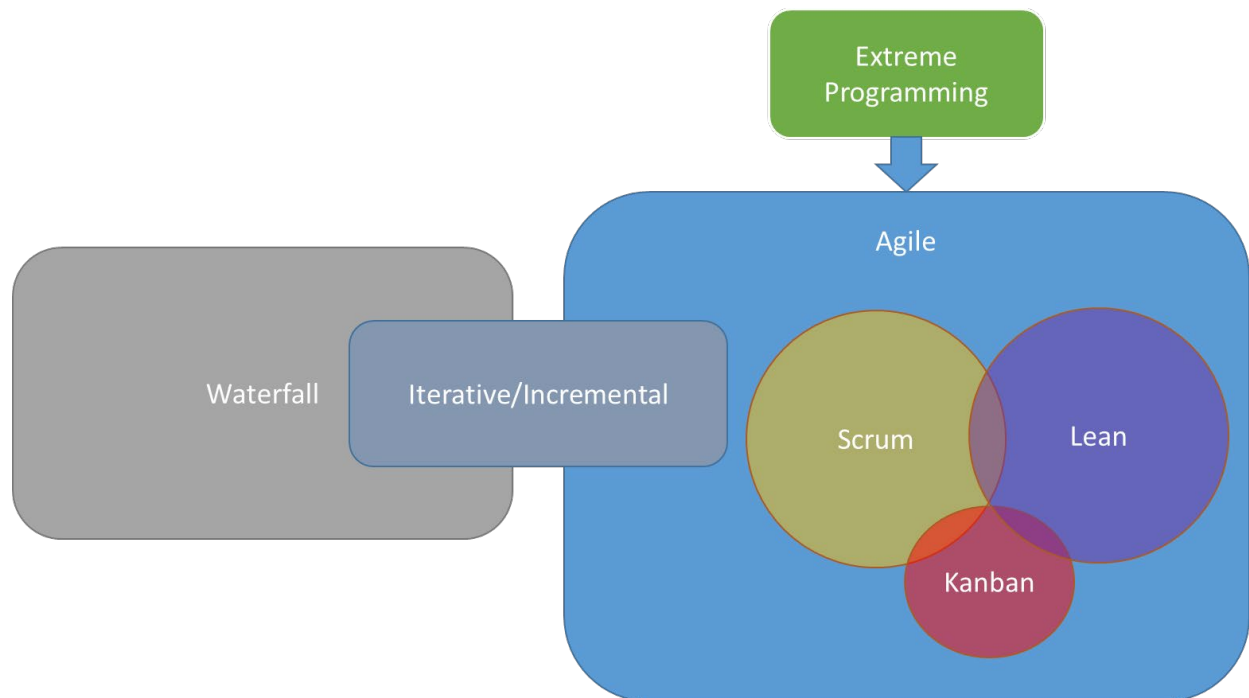 Extreme
Programming
Agile
Waterfall
Iterative/Incremental
Scrum
Lean
Kanban